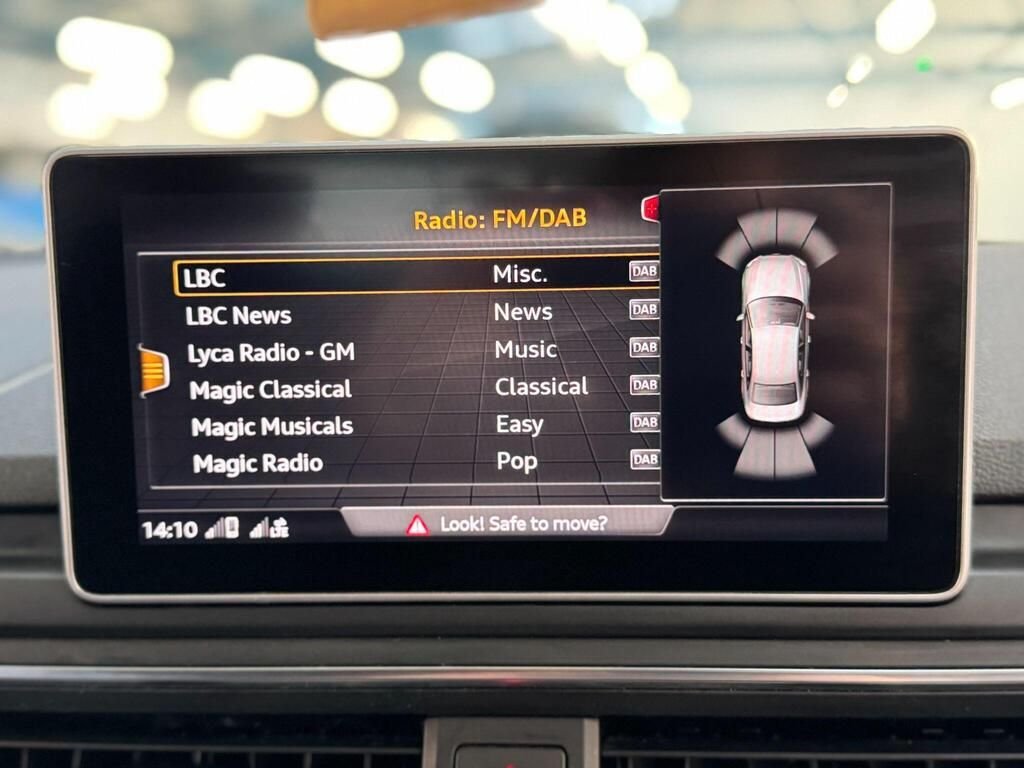 Radio: FM/DAB
LBC Misc. DAB
LBC News News DAB
Lyca Radio - GM Music DAB
Magic Classical Classical DAB
Magic Musicals Easy DAB
Magic Radio Pop DAB
14:10 LTE Look! Safe to move?